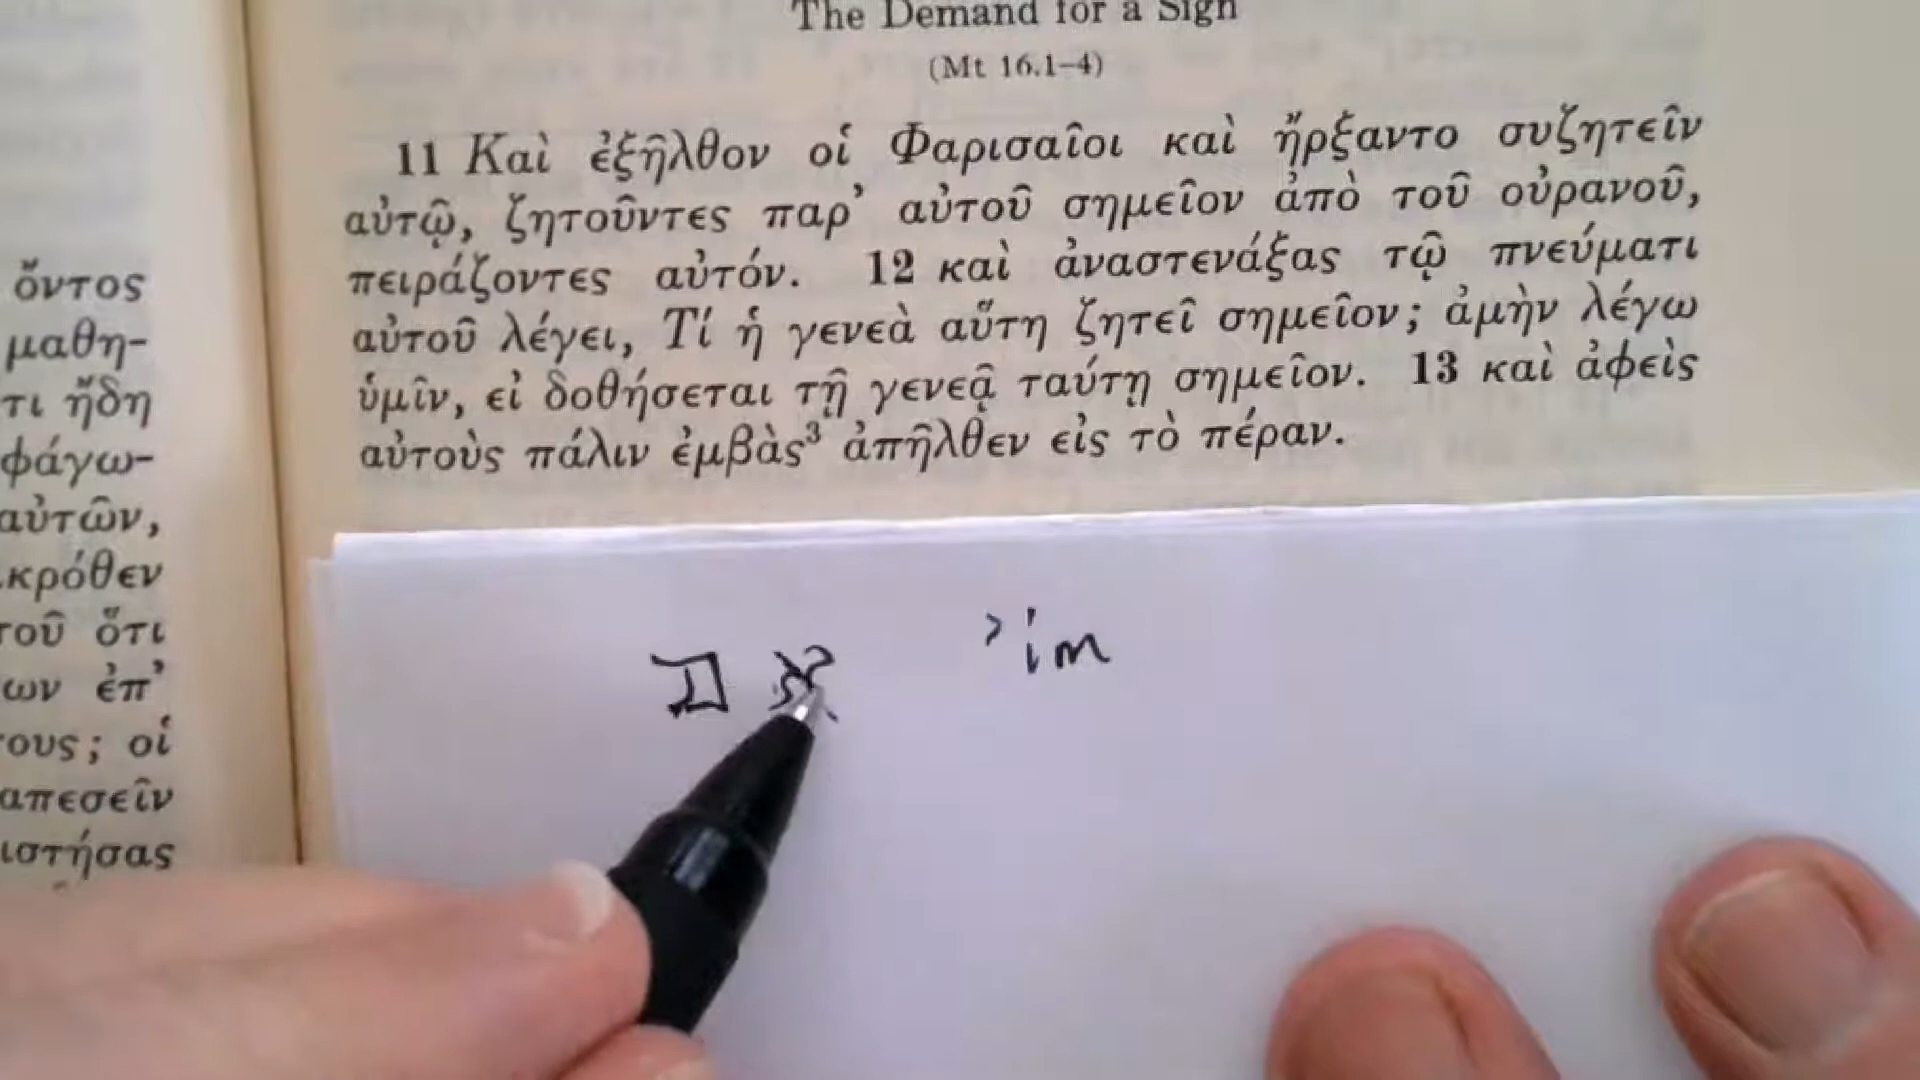 ὄντος
μαθη-
τι ἤδη
φάγω-
αὐτῶν,
κρόθεν
τοῦ ὅτι
ων ἐπ'
τους; οἱ
απεσεῖν
ιστήσας
The Demand for a Sign
(Mt 16.1–4)
11 Καὶ ἐξῆλθον οἱ Φαρισαῖοι καὶ ἤρξαντο συζητεῖν
αὐτῷ, ζητοῦντες παρ' αὐτοῦ σημεῖον ἀπὸ τοῦ οὐρανοῦ,
πειράζοντες αὐτόν. 12 καὶ ἀναστενάξας τῷ πνεύματι
αὐτοῦ λέγει, Τί ἡ γενεὰ αὕτη ζητεῖ σημεῖον; ἀμὴν λέγω
ὑμῖν, εἰ δοθήσεται τῇ γενεᾷ ταύτῃ σημεῖον. 13 καὶ ἀφεὶς
αὐτοὺς πάλιν ἐμβὰς³ ἀπῆλθεν εἰς τὸ πέραν.
אם ʾim